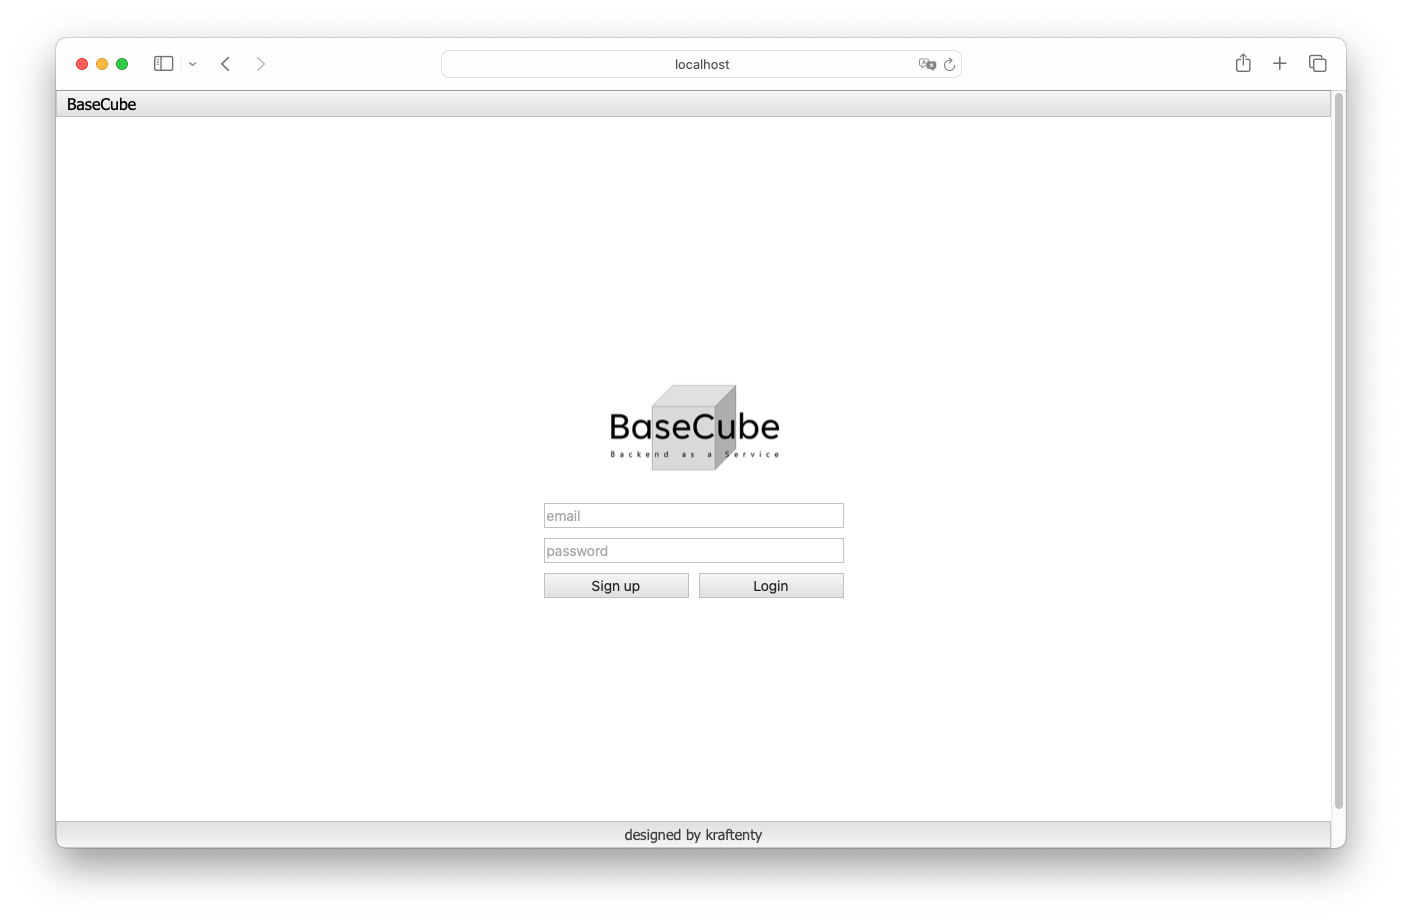 localhost
BaseCube
BaseCube
Backend as a Service
email
password
Sign up
Login
designed by kraftenty